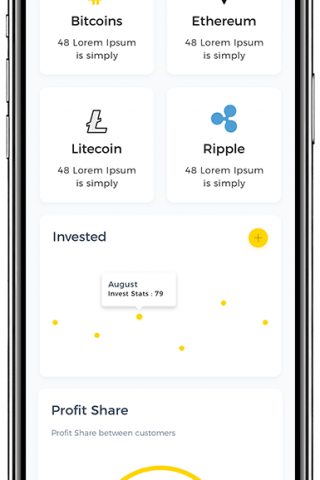 Bitcoins
48 Lorem Ipsum
is simply
Ethereum
48 Lorem Ipsum
is simply
Litecoin
48 Lorem Ipsum
is simply
Ripple
48 Lorem Ipsum
is simply
Invested
August
Invest Stats : 79
Profit Share
Profit Share between customers